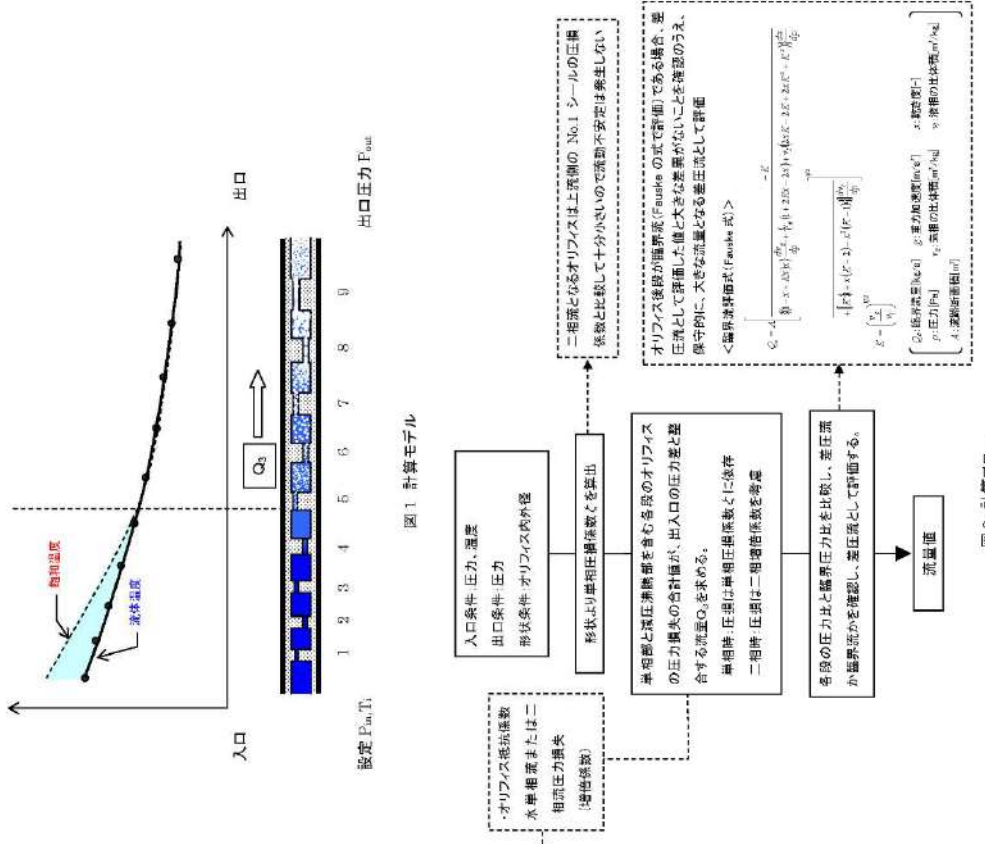 飽和温度
流体温度
入口
出口
Q3
1 2 3 4 5 6 7 8 9
設定 Pin,Ti
出口圧力 Pout
図1 計算モデル
入口条件:圧力、温度
出口条件:圧力
形状条件:オリフィス内外径
形状より単相圧損係数ζを算出
二相流となるオリフィスは上流側の No.1 シールの圧損
係数と比較して十分小さいので流動不安定は発生しない
・オリフィス抵抗係数
水単相流または二
相流圧力損失
(増倍係数)
単相部と減圧沸騰部を含む各段のオリフィス
の圧力損失の合計値が、出入口の圧力差と整
合する流量Q3を求める。
単相時:圧損は単相圧損係数ζに依存
二相時:圧損は二相増倍係数を考慮
各段の圧力比と臨界圧力比を比較し、差圧流
か臨界流かを確認し、差圧流として評価する。
オリフィス後段が臨界流(Fauske の式で評価)である場合、差
圧流として評価した値と大きな差異がないことを確認のうえ、
保守的に、大きな流量となる差圧流として評価
<臨界流評価式(Fauske 式)>
Qc:臨界流量[kg/s] g:重力加速度[m/s²] x:乾き度[-]
p:圧力[Pa] vg:気相の比体積[m³/kg] vl:液相の比体積[m³/kg]
A:流路断面積[m²]
流量値